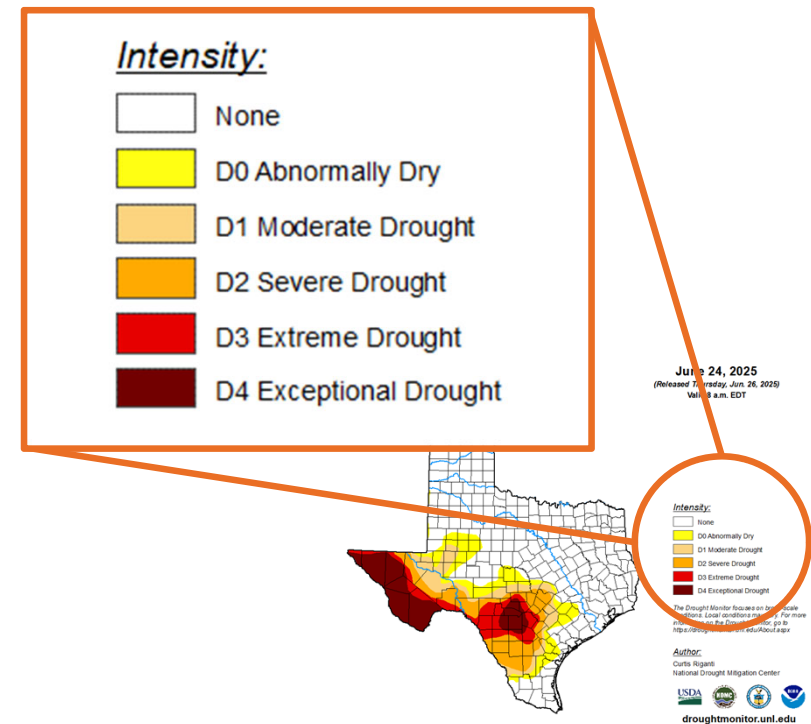 Intensity:
None
D0 Abnormally Dry
D1 Moderate Drought
D2 Severe Drought
D3 Extreme Drought
D4 Exceptional Drought
June 24, 2025
(Released Thursday, Jun. 26, 2025)
Valid 8 a.m. EDT
Intensity:
None
D0 Abnormally Dry
D1 Moderate Drought
D2 Severe Drought
D3 Extreme Drought
D4 Exceptional Drought
The Drought Monitor focuses on broad-scale
conditions. Local conditions may vary. For more
information on the Drought Monitor, go to
https://droughtmonitor.unl.edu/About.aspx
Author:
Curtis Riganti
National Drought Mitigation Center
USDA
NDMC
droughtmonitor.unl.edu